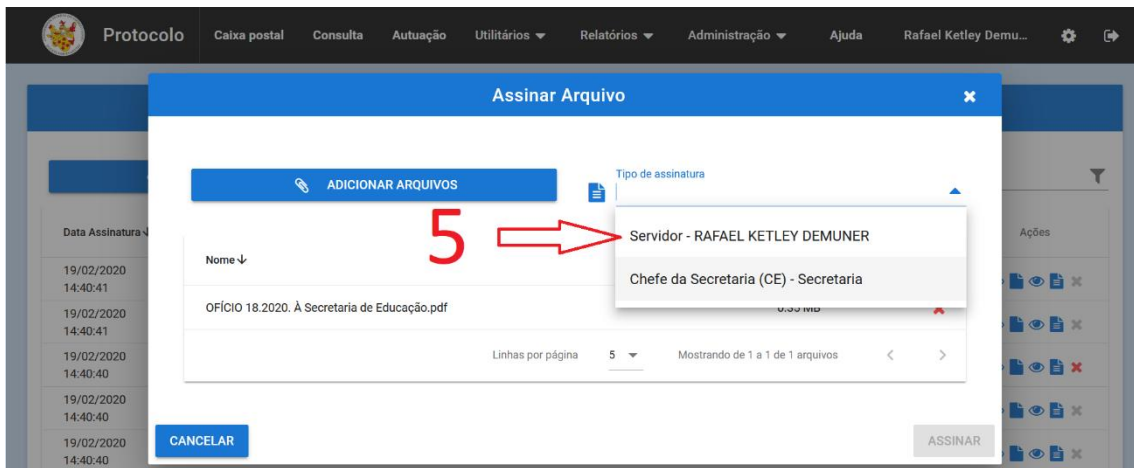 Protocolo Caixa postal Consulta Autuação Utilitários Relatórios Administração Ajuda Rafael Ketley Demu...
Assinar Arquivo
ADICIONAR ARQUIVOS
Tipo de assinatura
5
Servidor - RAFAEL KETLEY DEMUNER
Chefe da Secretaria (CE) - Secretaria
Data Assinatura
Ações
Nome
19/02/2020
14:40:41
OFÍCIO 18.2020. À Secretaria de Educação.pdf 0.35 MB
19/02/2020
14:40:41
Linhas por página 5 Mostrando de 1 a 1 de 1 arquivos
19/02/2020
14:40:40
19/02/2020
14:40:40
19/02/2020
14:40:40
CANCELAR
ASSINAR